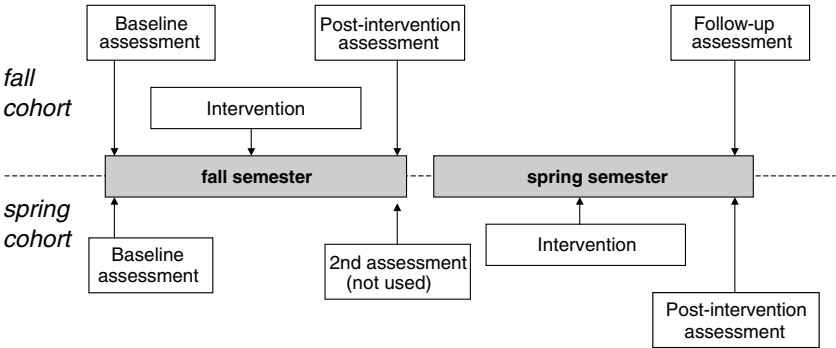 Baseline
assessment
Post-intervention
assessment
Follow-up
assessment
fall
cohort
Intervention
fall semester
spring semester
spring
cohort
Baseline
assessment
2nd assessment
(not used)
Intervention
Post-intervention
assessment